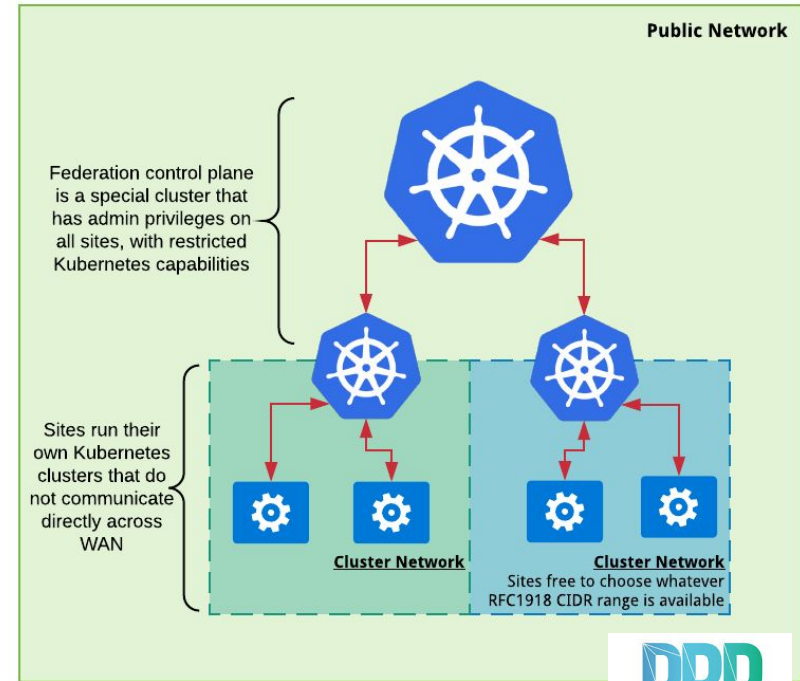 Public Network
Federation control plane
is a special cluster that
has admin privileges on
all sites, with restricted
Kubernetes capabilities
Sites run their
own Kubernetes
clusters that do
not communicate
directly across
WAN
Cluster Network
Cluster Network
Sites free to choose whatever
RFC1918 CIDR range is available